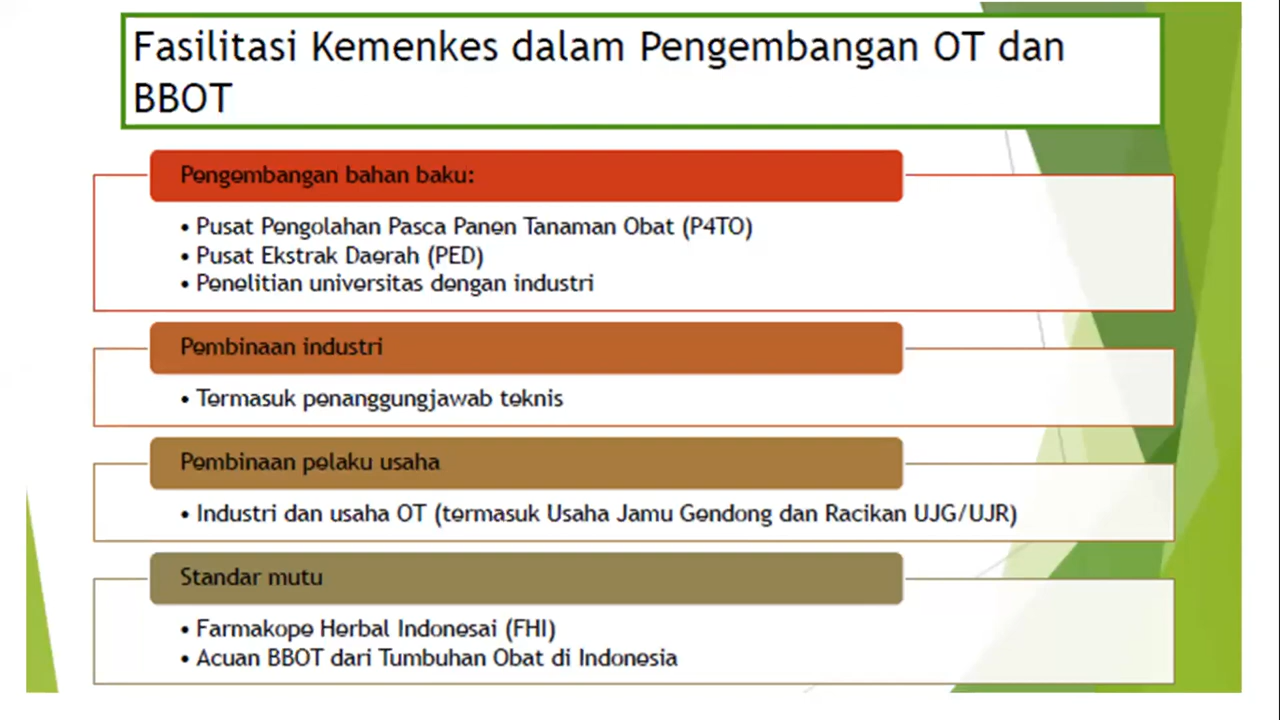 Fasilitasi Kemenkes dalam Pengembangan OT dan
BBOT
Pengembangan bahan baku:
• Pusat Pengolahan Pasca Panen Tanaman Obat (P4TO)
• Pusat Ekstrak Daerah (PED)
• Penelitian universitas dengan industri
Pembinaan industri
• Termasuk penanggungjawab teknis
Pembinaan pelaku usaha
• Industri dan usaha OT (termasuk Usaha Jamu Gendong dan Racikan UJG/UJR)
Standar mutu
• Farmakope Herbal Indonesai (FHI)
• Acuan BBOT dari Tumbuhan Obat di Indonesia